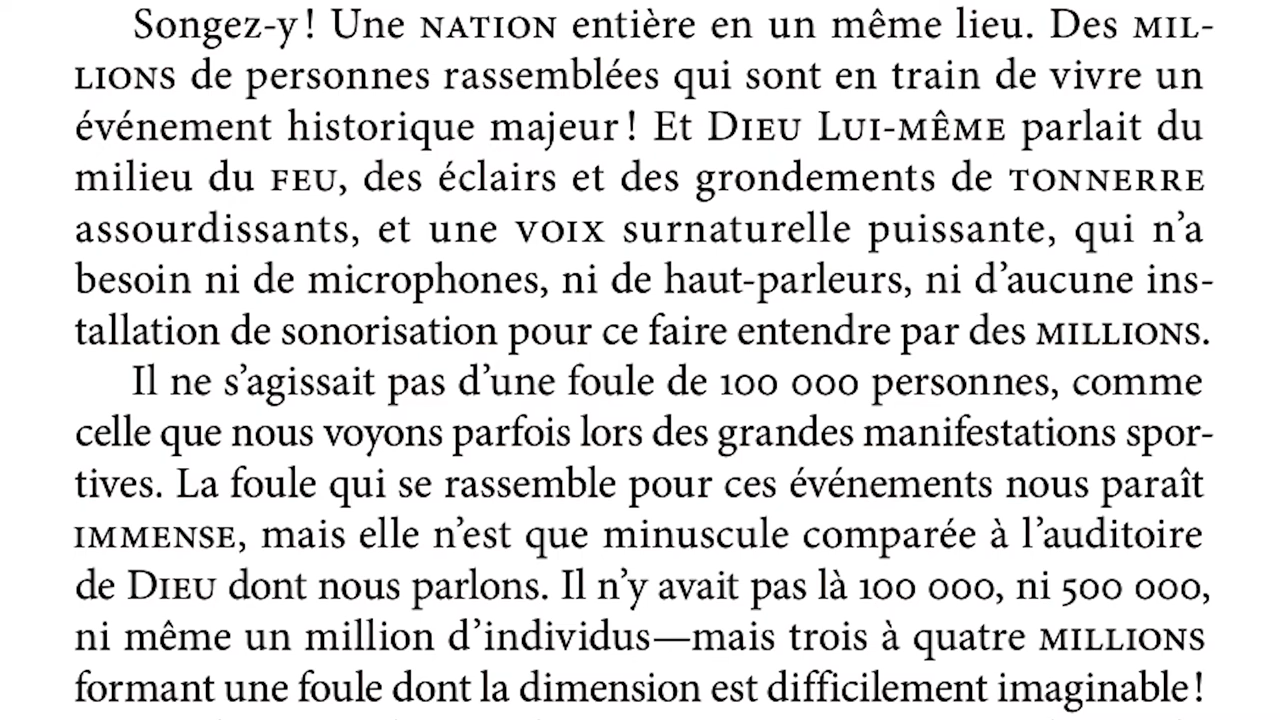 Songez-y ! Une NATION entière en un même lieu. Des MIL-
LIONS de personnes rassemblées qui sont en train de vivre un
événement historique majeur ! Et DIEU LUI-MÊME parlait du
milieu du FEU, des éclairs et des grondements de TONNERRE
assourdissants, et une VOIX surnaturelle puissante, qui n’a
besoin ni de microphones, ni de haut-parleurs, ni d’aucune ins-
tallation de sonorisation pour ce faire entendre par des MILLIONS.
Il ne s’agissait pas d’une foule de 100 000 personnes, comme
celle que nous voyons parfois lors des grandes manifestations spor-
tives. La foule qui se rassemble pour ces événements nous paraît
IMMENSE, mais elle n’est que minuscule comparée à l’auditoire
de DIEU dont nous parlons. Il n’y avait pas là 100 000, ni 500 000,
ni même un million d’individus—mais trois à quatre MILLIONS
formant une foule dont la dimension est difficilement imaginable !